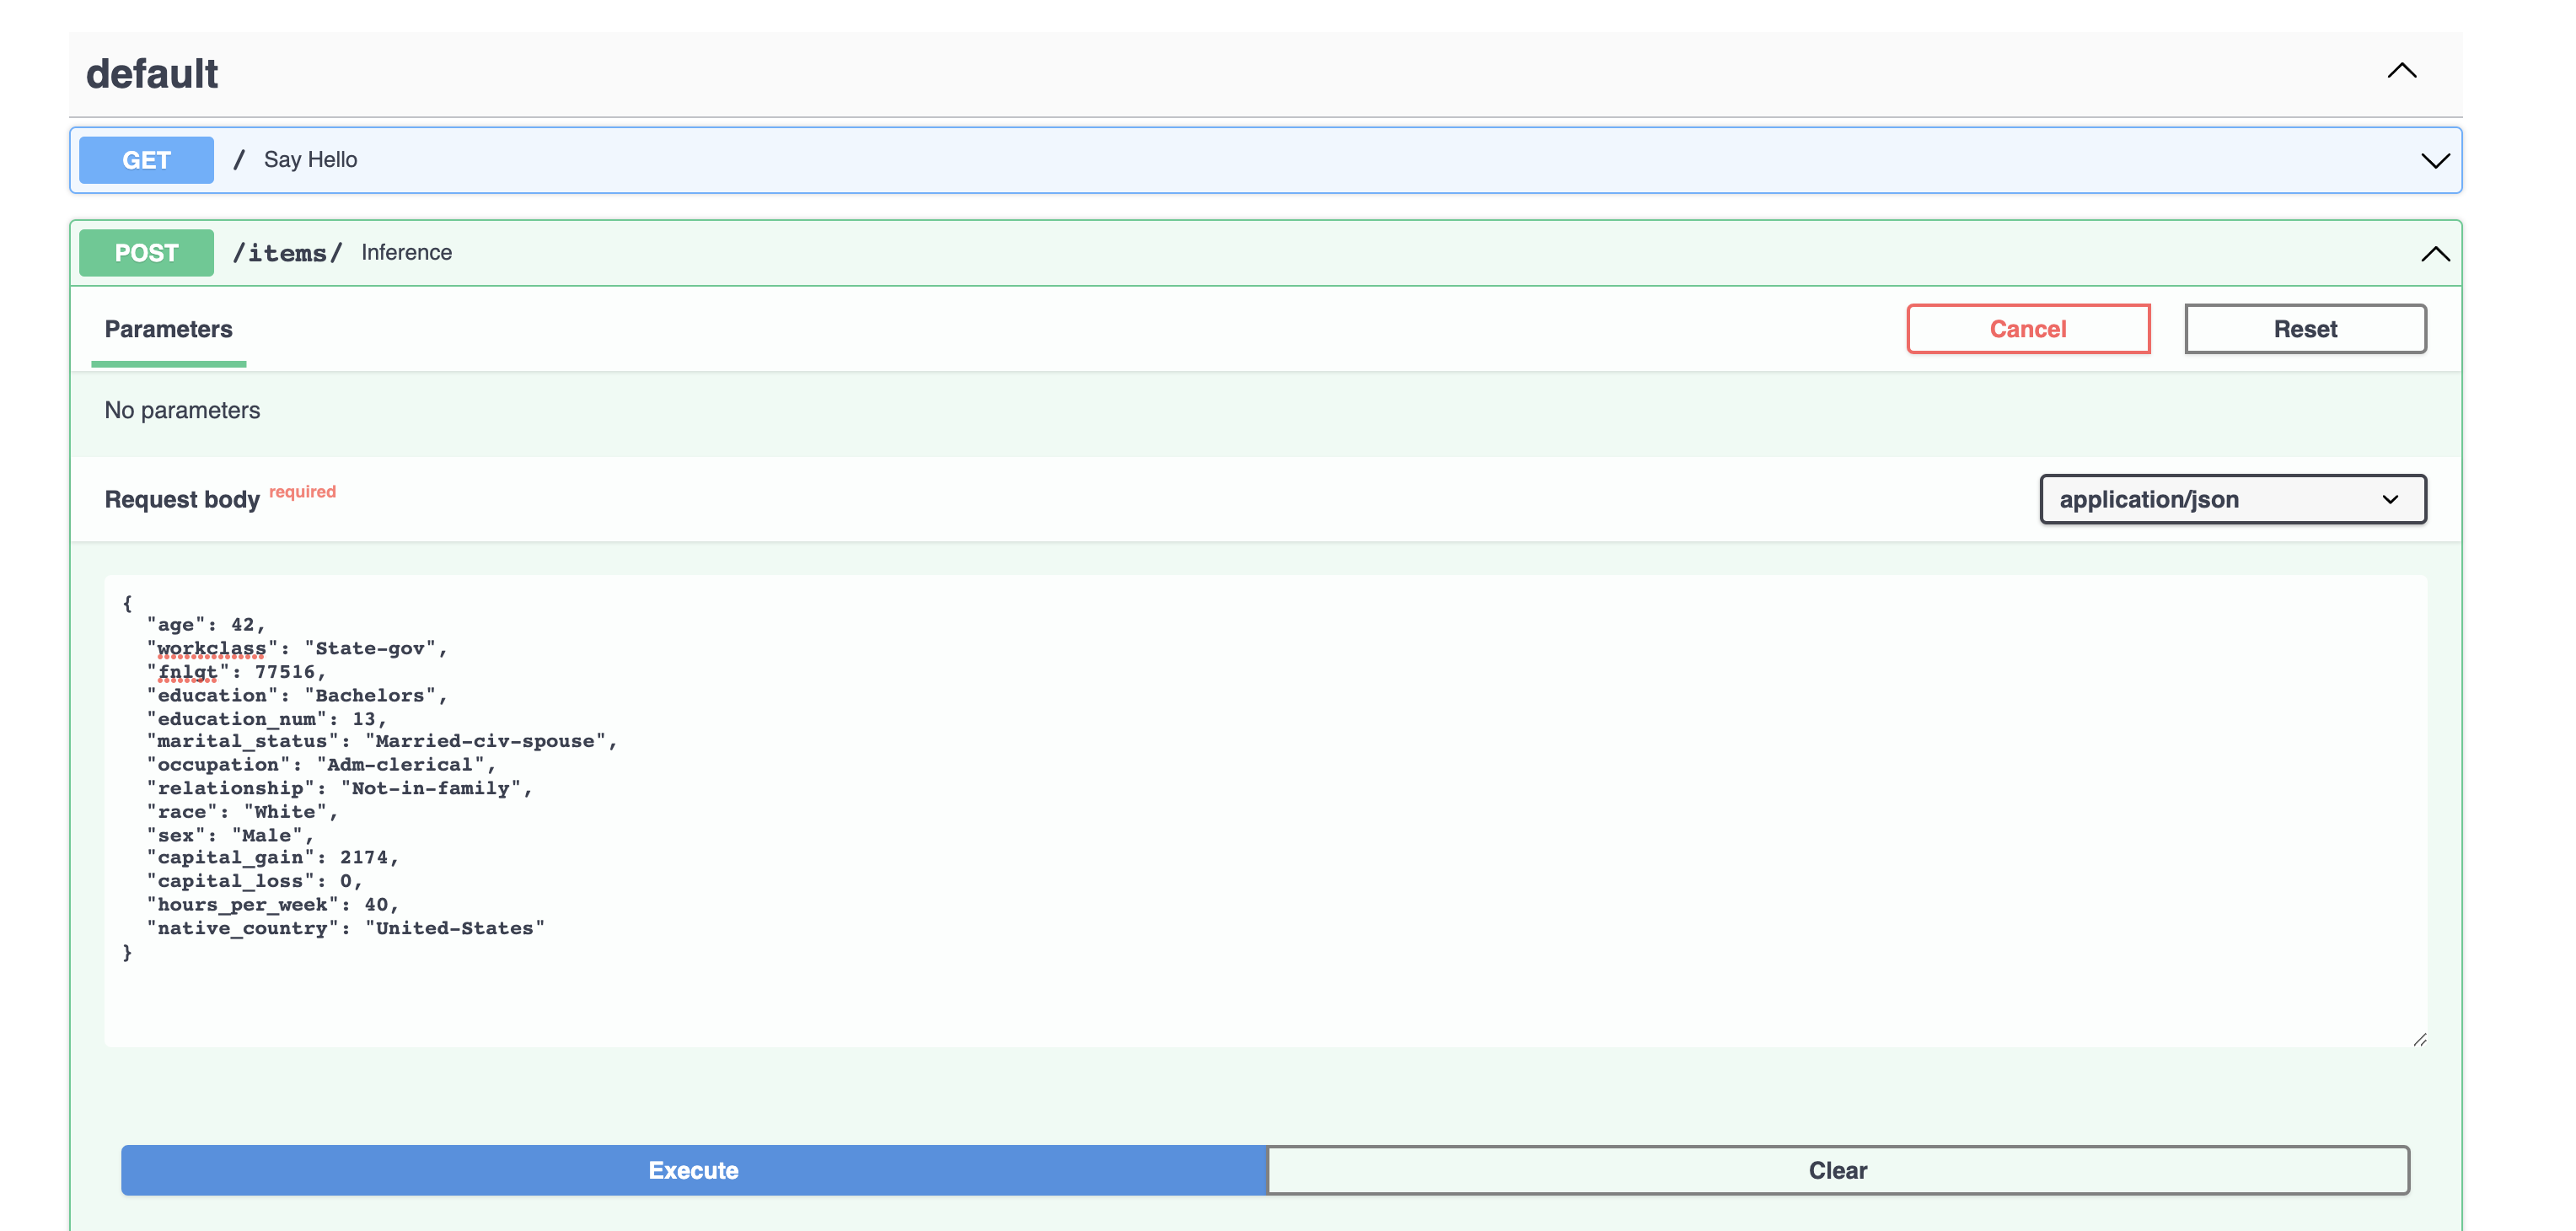 default
GET / Say Hello
POST /items/ Inference
Parameters
Cancel
Reset
No parameters
Request body required
application/json
{
  "age": 42,
  "workclass": "State-gov",
  "fnlgt": 77516,
  "education": "Bachelors",
  "education_num": 13,
  "marital_status": "Married-civ-spouse",
  "occupation": "Adm-clerical",
  "relationship": "Not-in-family",
  "race": "White",
  "sex": "Male",
  "capital_gain": 2174,
  "capital_loss": 0,
  "hours_per_week": 40,
  "native_country": "United-States"
}
Execute
Clear